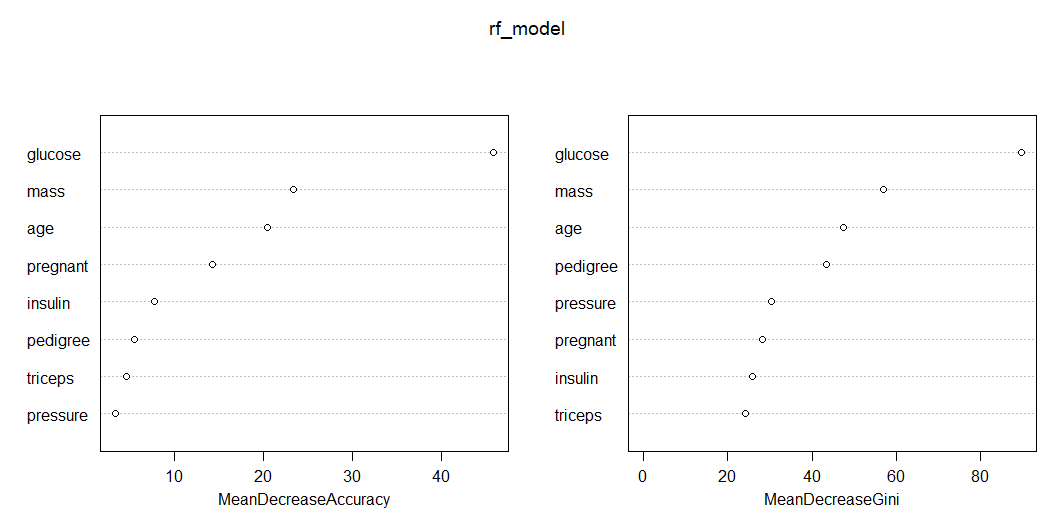 rf_model
glucose
mass
age
pregnant
insulin
pedigree
triceps
pressure
10 20 30 40
MeanDecreaseAccuracy
glucose
mass
age
pedigree
pressure
pregnant
insulin
triceps
0 20 40 60 80
MeanDecreaseGini